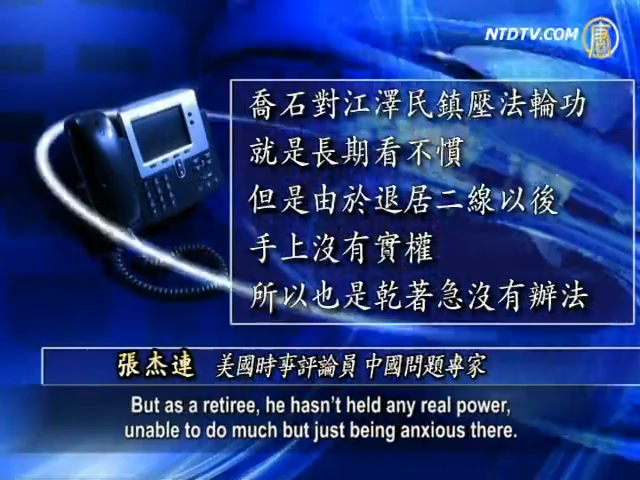 NTDTV.COM
喬石對江澤民鎮壓法輪功
就是長期看不慣
但是由於退居二線以後
手上沒有實權
所以也是乾著急沒有辦法
張杰連 美國時事評論員 中國問題專家
But as a retiree, he hasn't held any real power,
unable to do much but just being anxious there.